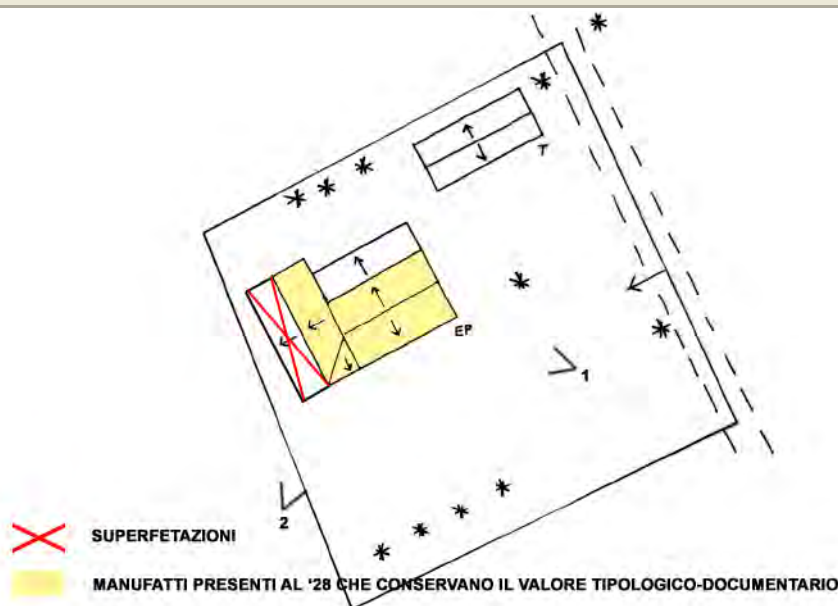 T
EP
1
2
SUPERFETAZIONI
MANUFATTI PRESENTI AL '28 CHE CONSERVANO IL VALORE TIPOLOGICO-DOCUMENTARIO